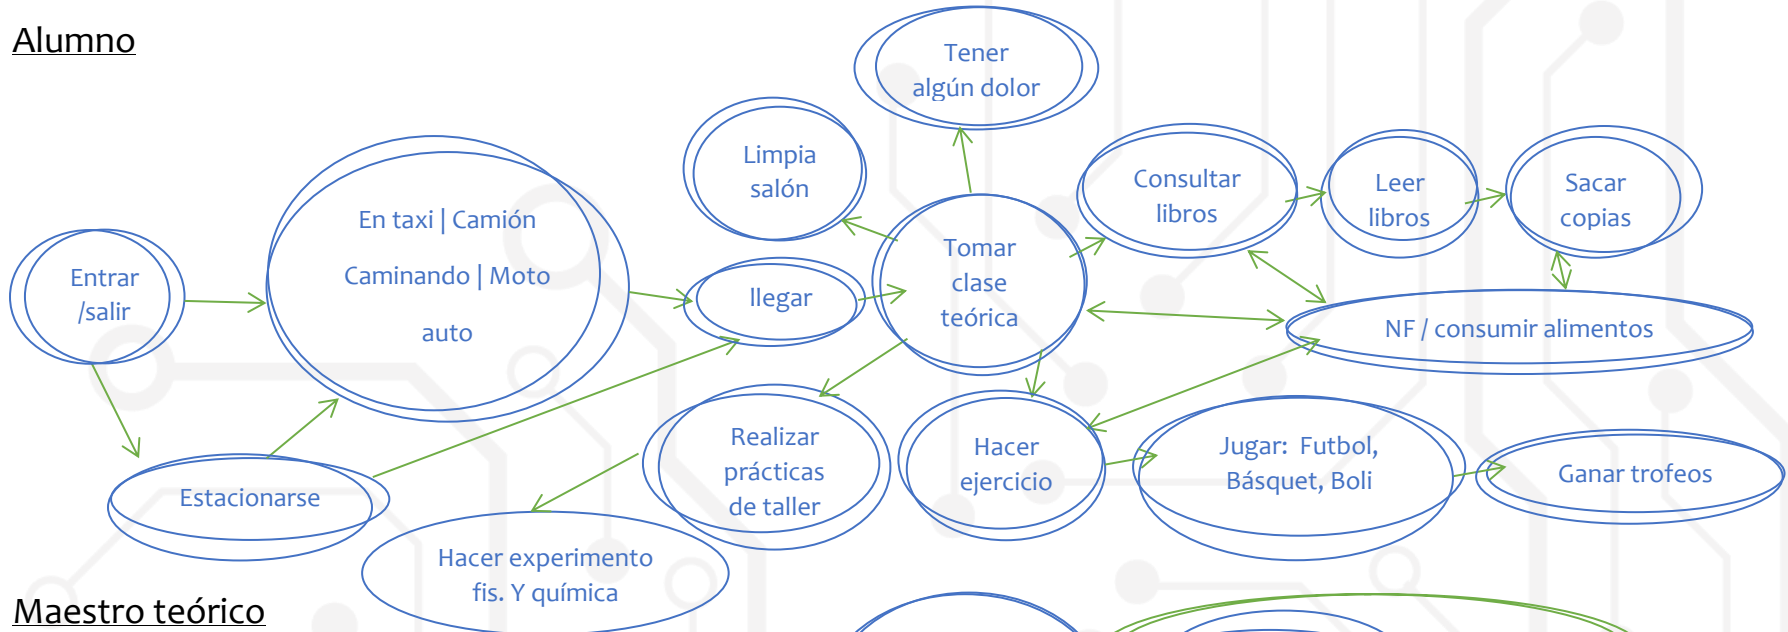 Alumno
Tener
algún dolor
Limpia
salón
Consultar
libros
Leer
libros
Sacar
copias
En taxi | Camión
Caminando | Moto
auto
Entrar
/salir
llegar
Tomar
clase
teórica
NF / consumir alimentos
Estacionarse
Realizar
prácticas
de taller
Hacer
ejercicio
Jugar: Futbol,
Básquet, Boli
Ganar trofeos
Hacer experimento
fis. Y química
Maestro teórico